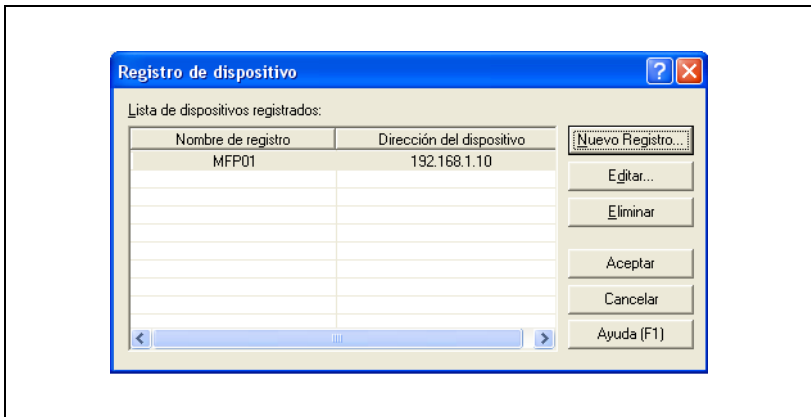 Registro de dispositivo
Lista de dispositivos registrados:
Nombre de registro Dirección del dispositivo
MFP01 192.168.1.10
Nuevo Registro...
Editar...
Eliminar
Aceptar
Cancelar
Ayuda (F1)